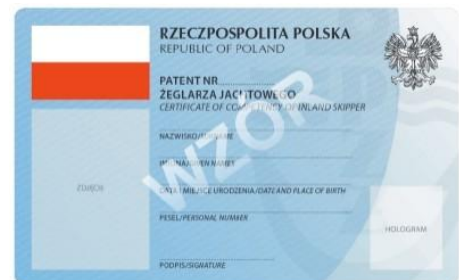 RZECZPOSPOLITA POLSKA
REPUBLIC OF POLAND
PATENT NR
ŻEGLARZA JACHTOWEGO
CERTIFICATE OF COMPETENCY OF INLAND SKIPPER
NAZWISKO/SURNAME
IMIONA/GIVEN NAMES
DATA I MIEJSCE URODZENIA/DATE AND PLACE OF BIRTH
ZDJĘCIE
PESEL/PERSONAL NUMBER
HOLOGRAM
PODPIS/SIGNATURE
WZÓR